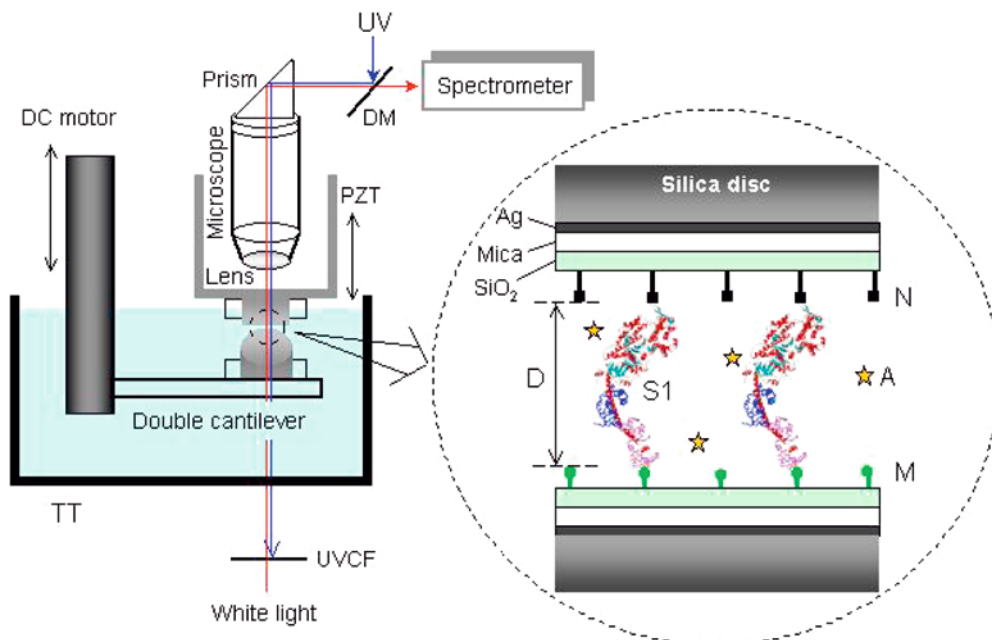 UV
Prism
Spectrometer
DM
DC motor
Microscope
PZT
Lens
Double cantilever
TT
UVCF
White light
Silica disc
Ag
Mica
SiO₂
N
D
S1
A
M